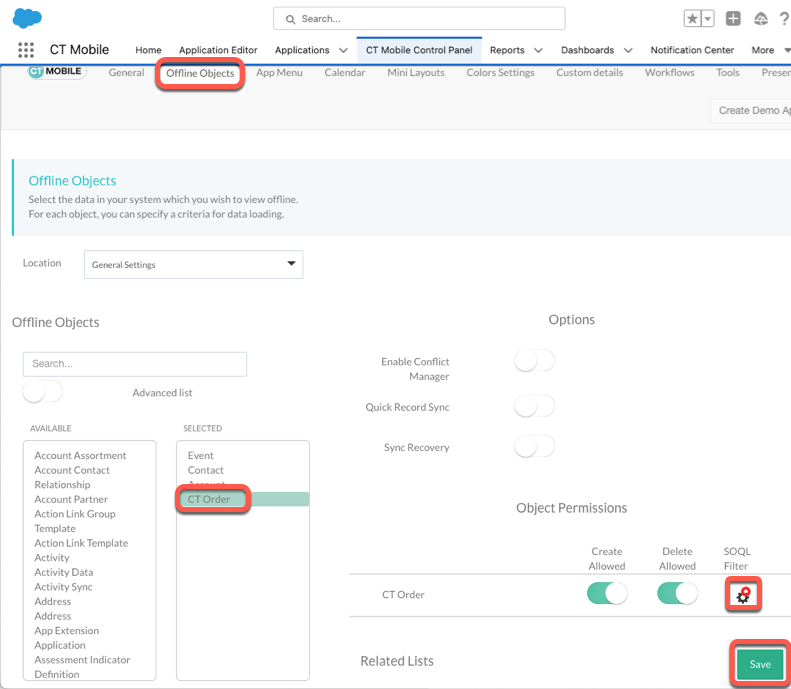 Search...
CT Mobile
Home
Application Editor
Applications
CT Mobile Control Panel
Reports
Dashboards
Notification Center
More
CT MOBILE
General
Offline Objects
App Menu
Calendar
Mini Layouts
Colors Settings
Custom details
Workflows
Tools
Presen
Create Demo Ap
Offline Objects
Select the data in your system which you wish to view offline.
For each object, you can specify a criteria for data loading.
Location
General Settings
Offline Objects
Search...
Advanced list
AVAILABLE
Account Assortment
Account Contact
Relationship
Account Partner
Action Link Group
Template
Action Link Template
Activity
Activity Data
Activity Sync
Address
Address
App Extension
Application
Assessment Indicator
Definition
SELECTED
Event
Contact
Account
CT Order
Options
Enable Conflict
Manager
Quick Record Sync
Sync Recovery
Object Permissions
Create
Allowed
Delete
Allowed
SOQL
Filter
CT Order
Related Lists
Save